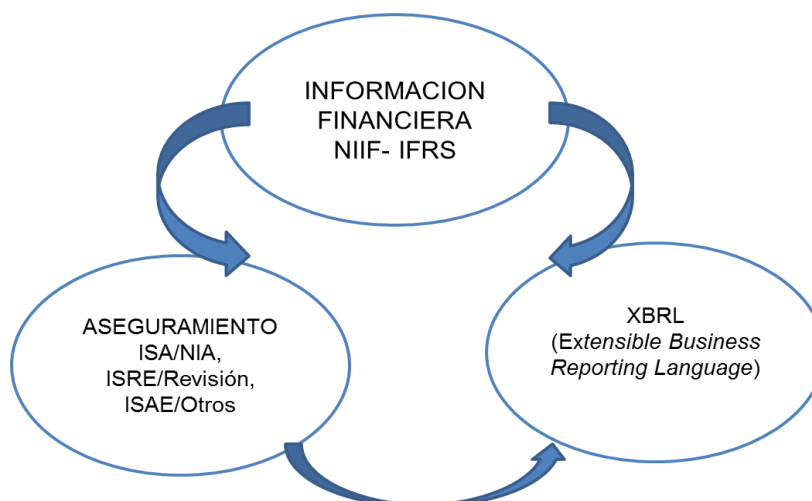 INFORMACION
FINANCIERA
NIIF- IFRS
ASEGURAMIENTO
ISA/NIA,
ISRE/Revisión,
ISAE/Otros
XBRL
(Extensible Business
Reporting Language)